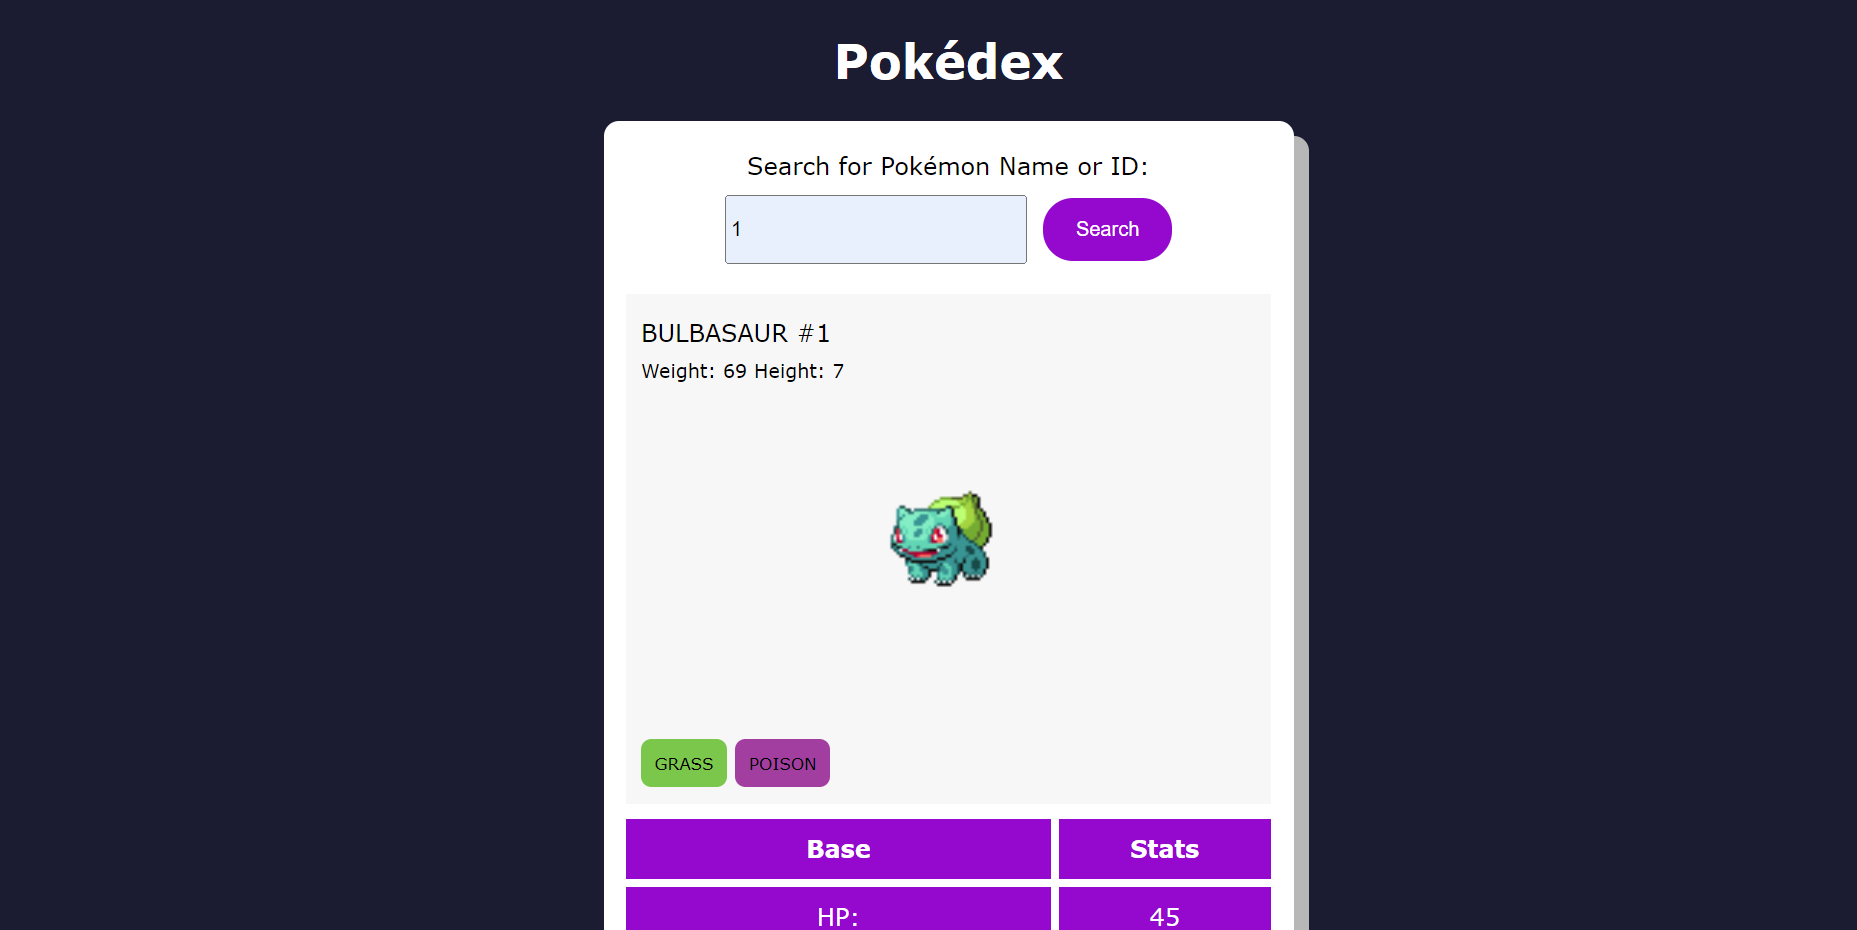 Pokédex
Search for Pokémon Name or ID:
1 Search
BULBASAUR #1
Weight: 69 Height: 7
GRASS POISON
Base Stats
HP: 45